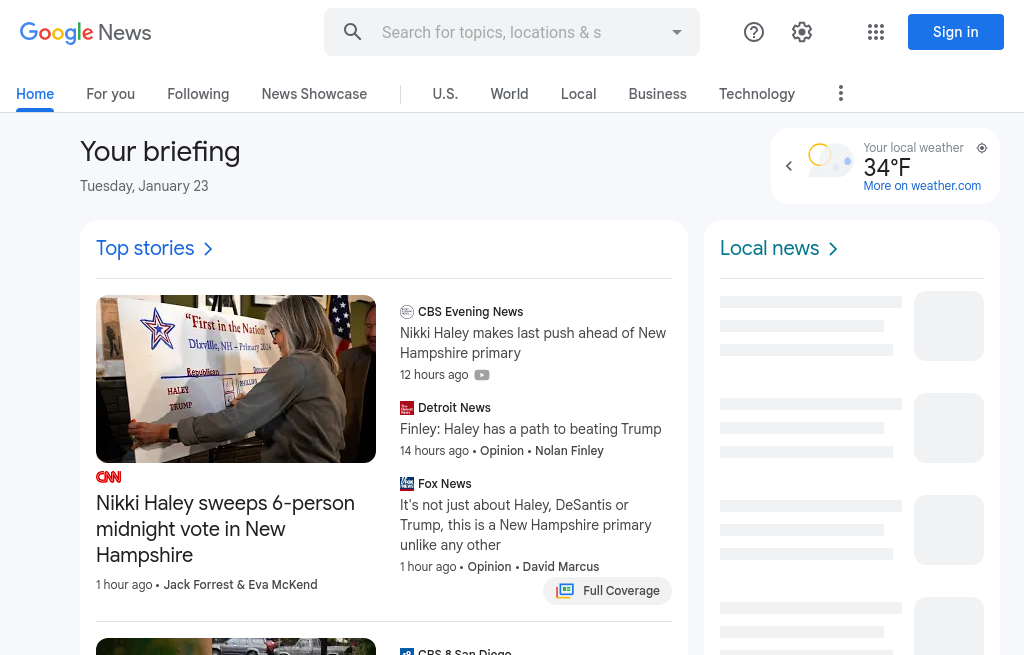 Google News
Search for topics, locations & s
Sign in
Home
For you
Following
News Showcase
U.S.
World
Local
Business
Technology
Your briefing
Tuesday, January 23
Your local weather
34°F
More on weather.com
Top stories
Local news
"First in the Nation"
Dixville, NH - Primary 2024
Republican
HALEY
TRUMP
CNN
Nikki Haley sweeps 6-person
midnight vote in New
Hampshire
1 hour ago • Jack Forrest & Eva McKend
CBS Evening News
Nikki Haley makes last push ahead of New
Hampshire primary
12 hours ago
Detroit News
Finley: Haley has a path to beating Trump
14 hours ago • Opinion • Nolan Finley
Fox News
It's not just about Haley, DeSantis or
Trump, this is a New Hampshire primary
unlike any other
1 hour ago • Opinion • David Marcus
Full Coverage
CBS 8 San Diego